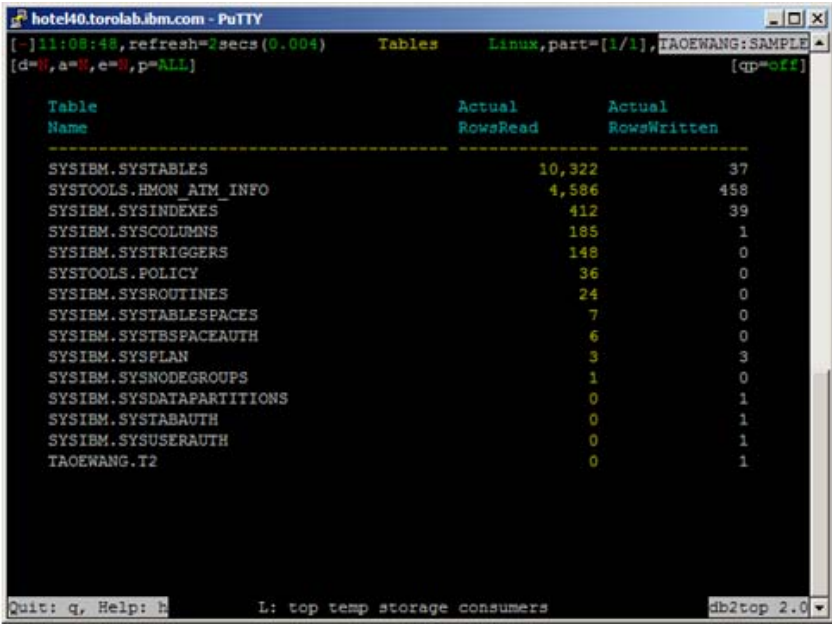 hotel40.torolab.ibm.com - PuTTY
[-]11:08:48,refresh=2secs(0.004) Tables Linux,part=[1/1],TAOEWANG:SAMPLE
[d=N,a=N,e=N,p=ALL] [qp=off]
Table Actual Actual
Name RowsRead RowsWritten
---------------------------------------- -------------- --------------
SYSIBM.SYSTABLES 10,322 37
SYSTOOLS.HMON_ATM_INFO 4,586 458
SYSIBM.SYSINDEXES 412 39
SYSIBM.SYSCOLUMNS 185 1
SYSIBM.SYSTRIGGERS 148 0
SYSTOOLS.POLICY 36 0
SYSIBM.SYSROUTINES 24 0
SYSIBM.SYSTABLESPACES 7 0
SYSIBM.SYSTBSPACEAUTH 6 0
SYSIBM.SYSPLAN 3 3
SYSIBM.SYSNODEGROUPS 1 0
SYSIBM.SYSDATAPARTITIONS 0 1
SYSIBM.SYSTABAUTH 0 1
SYSIBM.SYSUSERAUTH 0 1
TAOEWANG.T2 0 1
Quit: q, Help: h L: top temp storage consumers db2top 2.0